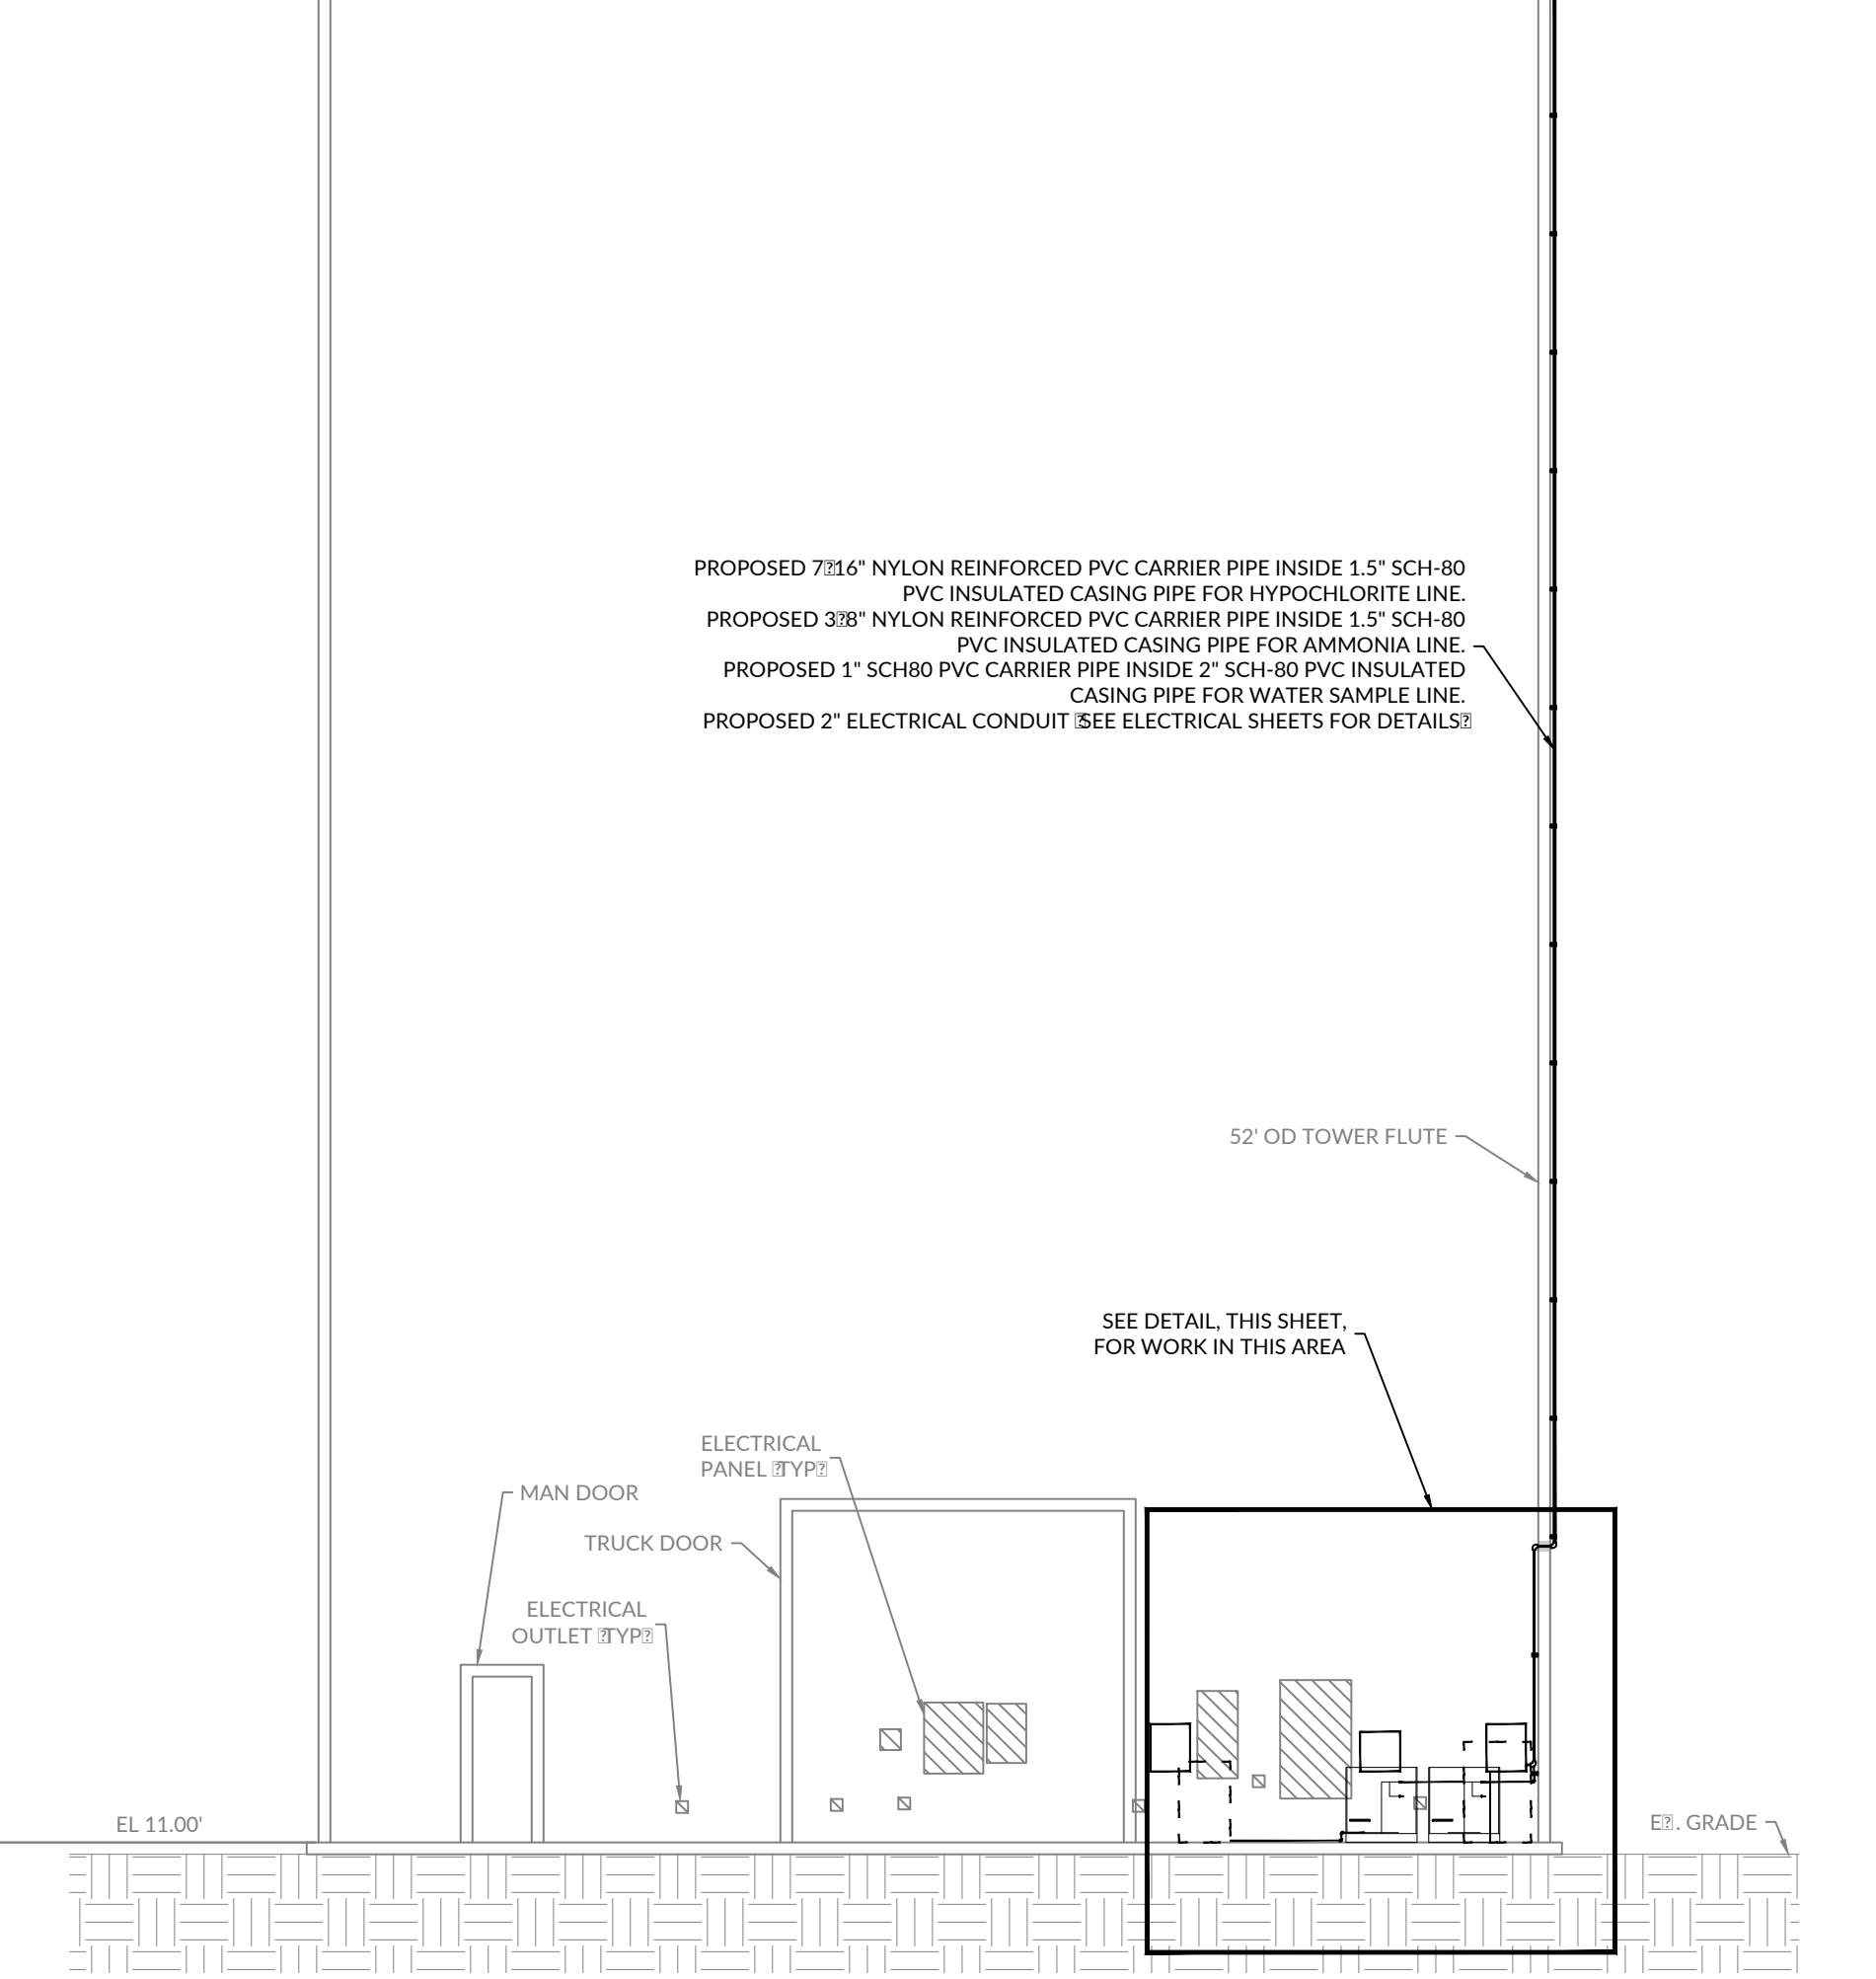 PROPOSED 7�16" NYLON REINFORCED PVC CARRIER PIPE INSIDE 1.5" SCH-80
PVC INSULATED CASING PIPE FOR HYPOCHLORITE LINE.
PROPOSED 3�8" NYLON REINFORCED PVC CARRIER PIPE INSIDE 1.5" SCH-80
PVC INSULATED CASING PIPE FOR AMMONIA LINE.
PROPOSED 1" SCH80 PVC CARRIER PIPE INSIDE 2" SCH-80 PVC INSULATED
CASING PIPE FOR WATER SAMPLE LINE.
PROPOSED 2" ELECTRICAL CONDUIT �SEE ELECTRICAL SHEETS FOR DETAILS�
52' OD TOWER FLUTE
SEE DETAIL, THIS SHEET,
FOR WORK IN THIS AREA
ELECTRICAL
PANEL �TYP�
MAN DOOR
TRUCK DOOR
ELECTRICAL
OUTLET �TYP�
EL 11.00'
E�. GRADE